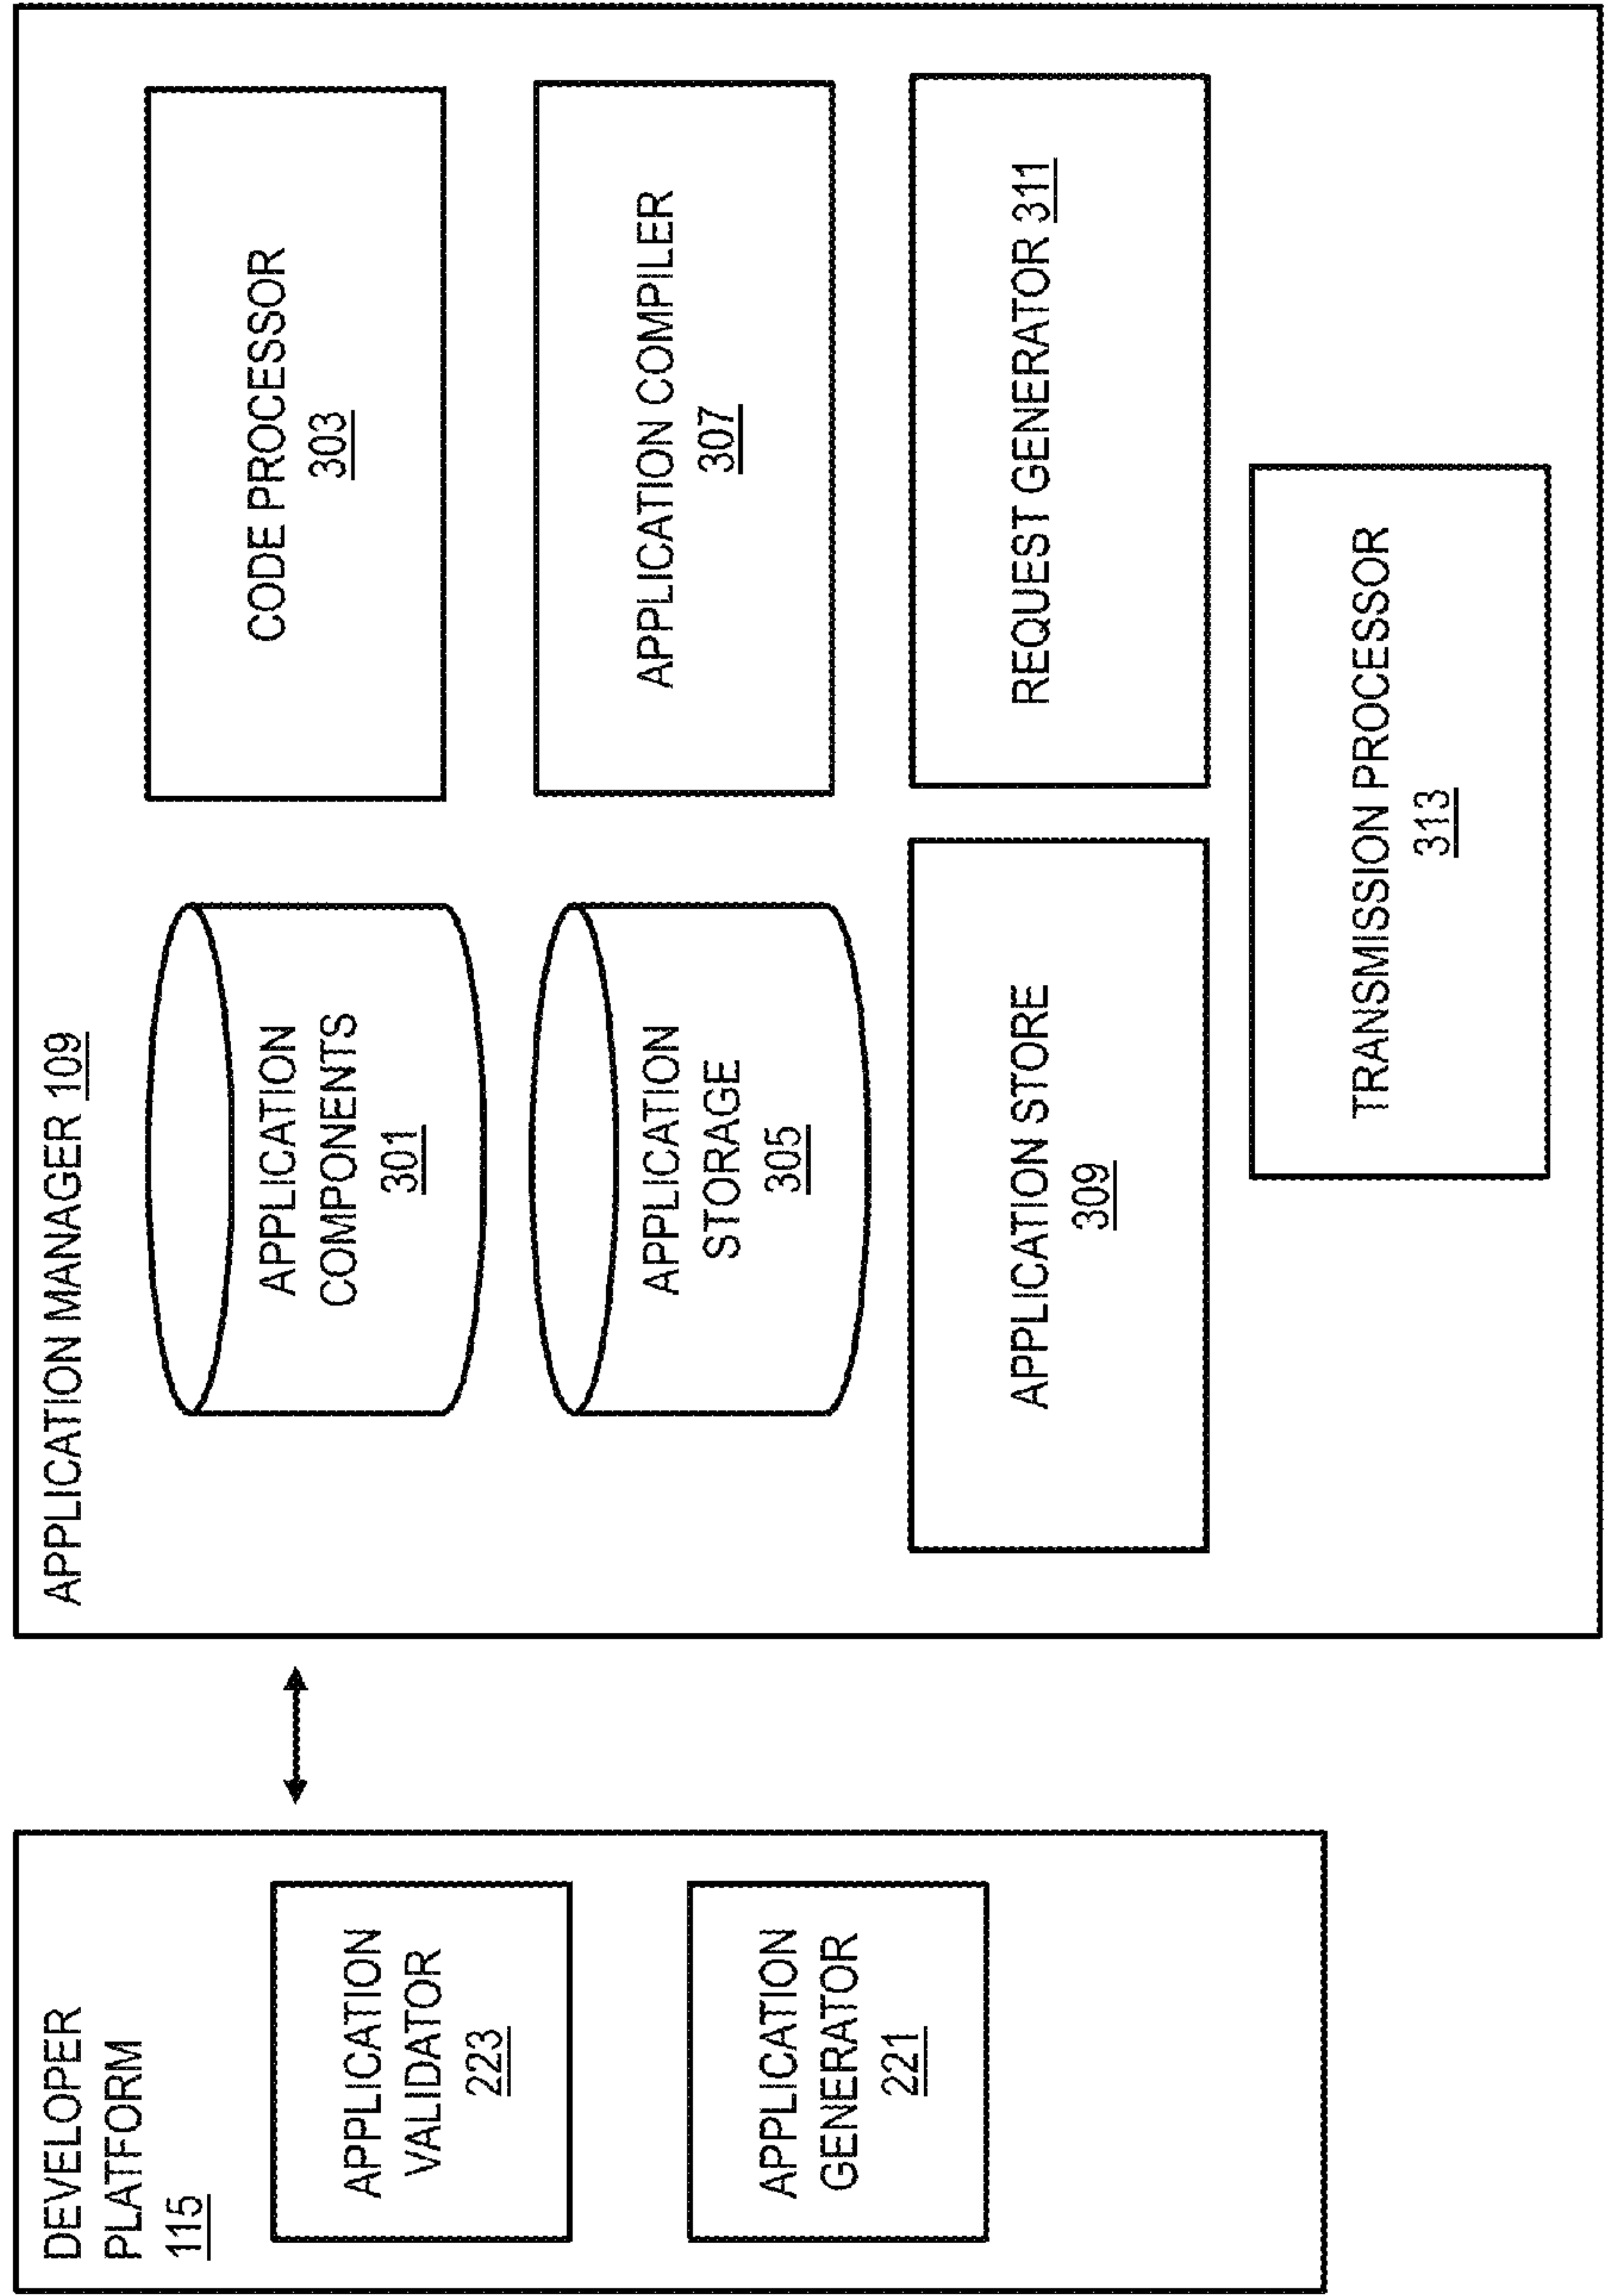 DEVELOPER
PLATFORM
115
APPLICATION
VALIDATOR
223
APPLICATION
GENERATOR
221
APPLICATION MANAGER 109
APPLICATION
COMPONENTS
301
CODE PROCESSOR
303
APPLICATION
STORAGE
305
APPLICATION COMPILER
307
APPLICATION STORE
309
REQUEST GENERATOR 311
TRANSMISSION PROCESSOR
313